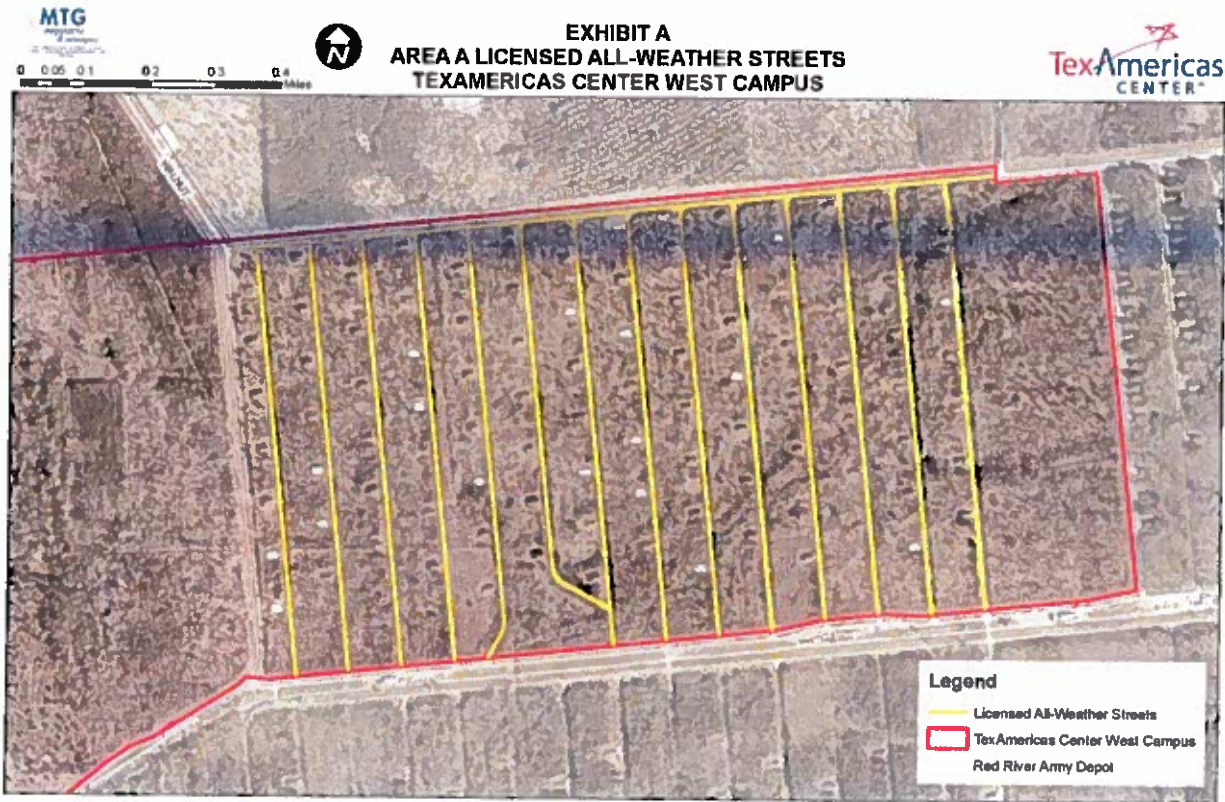 MTG
EXHIBIT A
AREA A LICENSED ALL-WEATHER STREETS
TEXAMERICAS CENTER WEST CAMPUS
TexAmericas
CENTER
N
0 0.05 0.1 0.2 0.3 0.4
Miles
Legend
Licensed All-Weather Streets
TexAmericas Center West Campus
Red River Army Depot